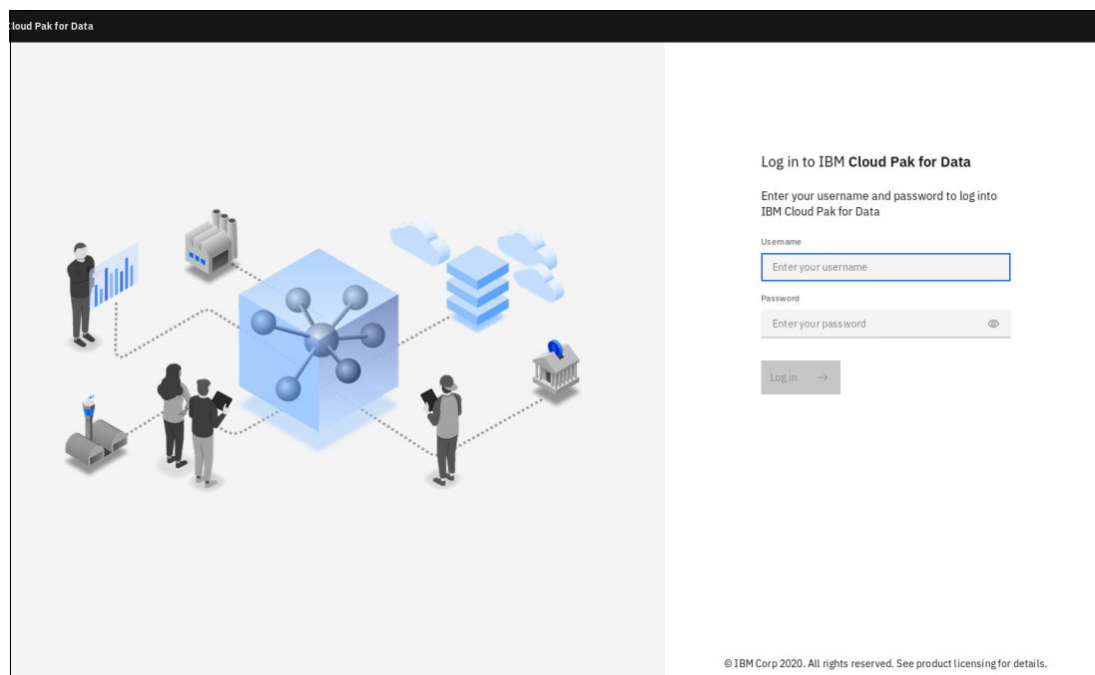 Cloud Pak for Data
Log in to IBM Cloud Pak for Data
Enter your username and password to log into
IBM Cloud Pak for Data
Username
Enter your username
Password
Enter your password
Log in
© IBM Corp 2020. All rights reserved. See product licensing for details.